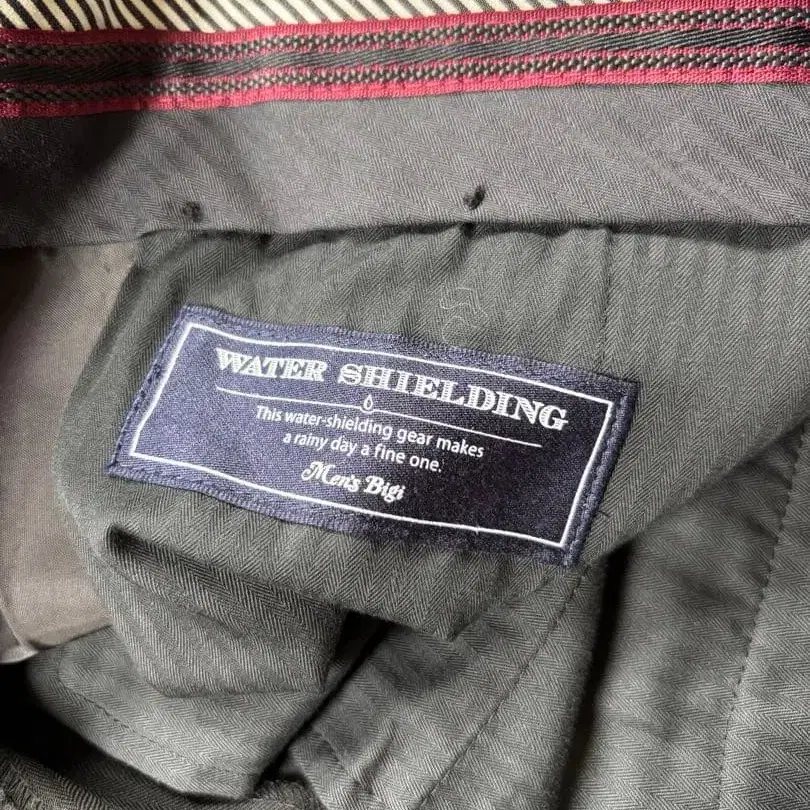 WATER SHIELDING
This water-shielding gear makes
a rainy day a fine one.
Men's Bigi